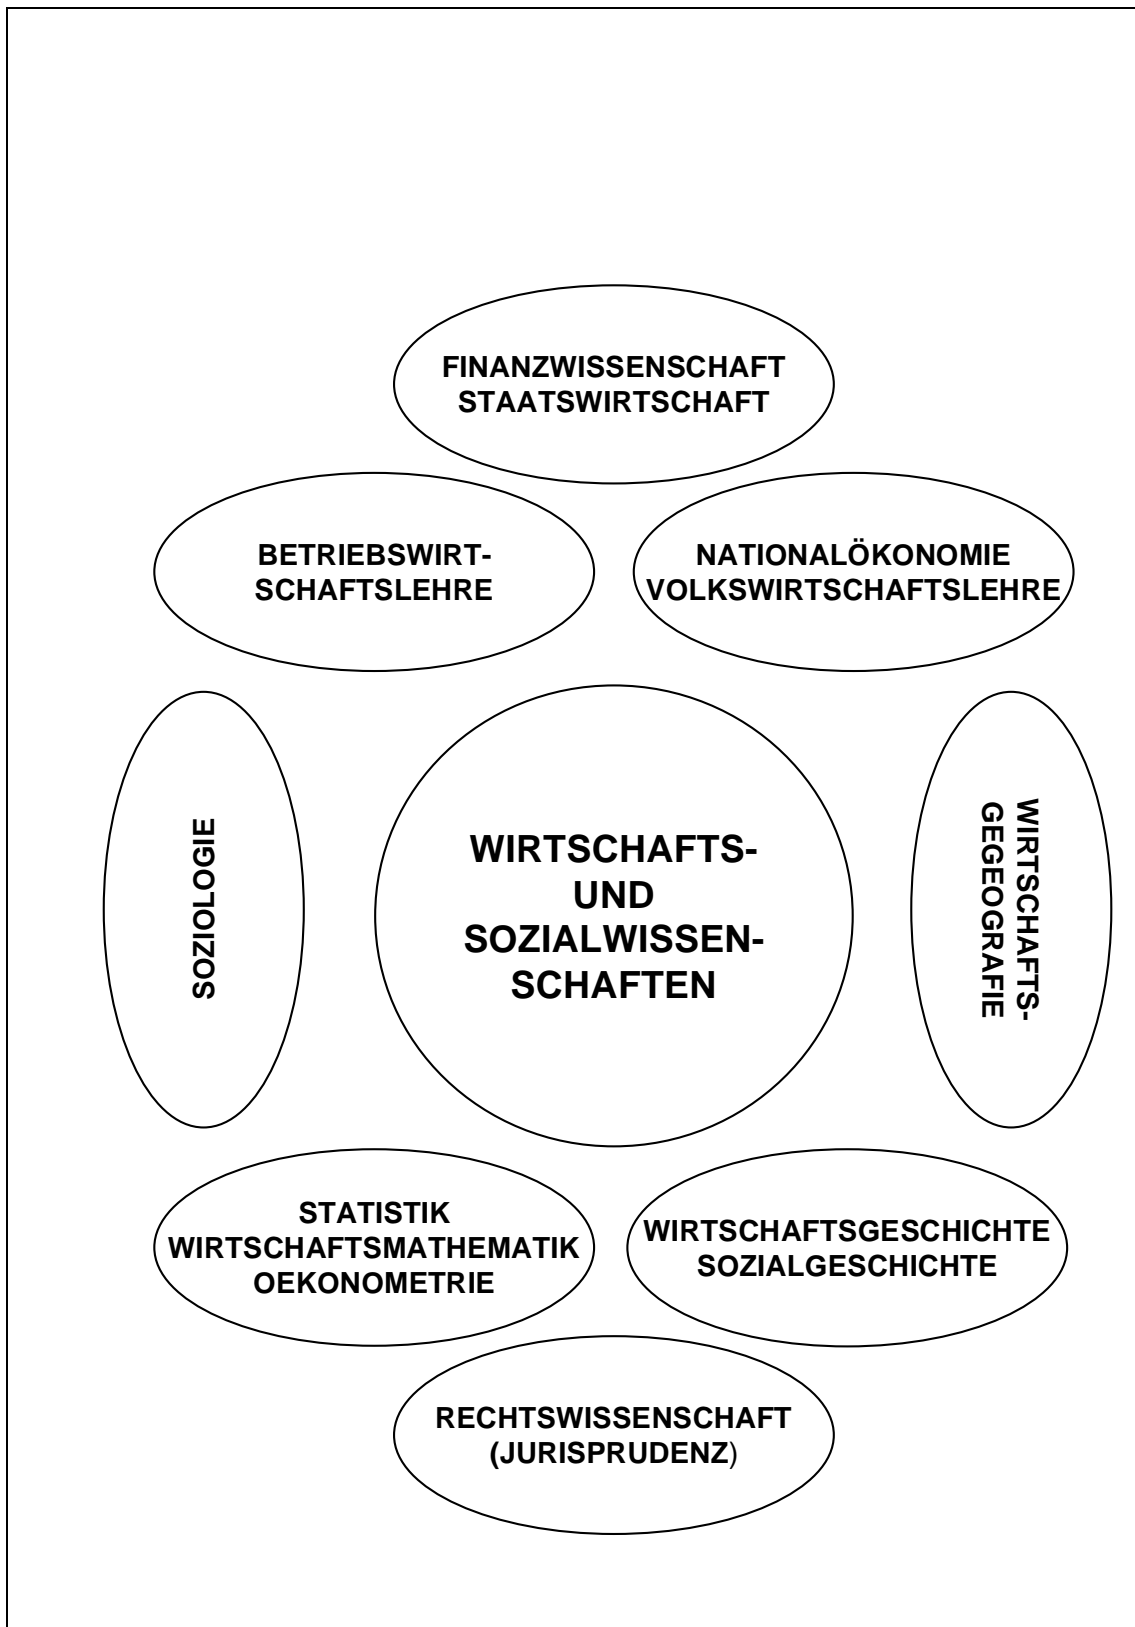 FINANZWISSENSCHAFT
STAATSWIRTSCHAFT
BETRIEBSWIRT-
SCHAFTSLEHRE
NATIONALÖKONOMIE
VOLKSWIRTSCHAFTSLEHRE
SOZIOLOGIE
WIRTSCHAFTS-
UND
SOZIALWISSEN-
SCHAFTEN
WIRTSCHAFTS-
GEGEOGRAFIE
STATISTIK
WIRTSCHAFTSMATHEMATIK
OEKONOMETRIE
WIRTSCHAFTSGESCHICHTE
SOZIALGESCHICHTE
RECHTSWISSENSCHAFT
(JURISPRUDENZ)